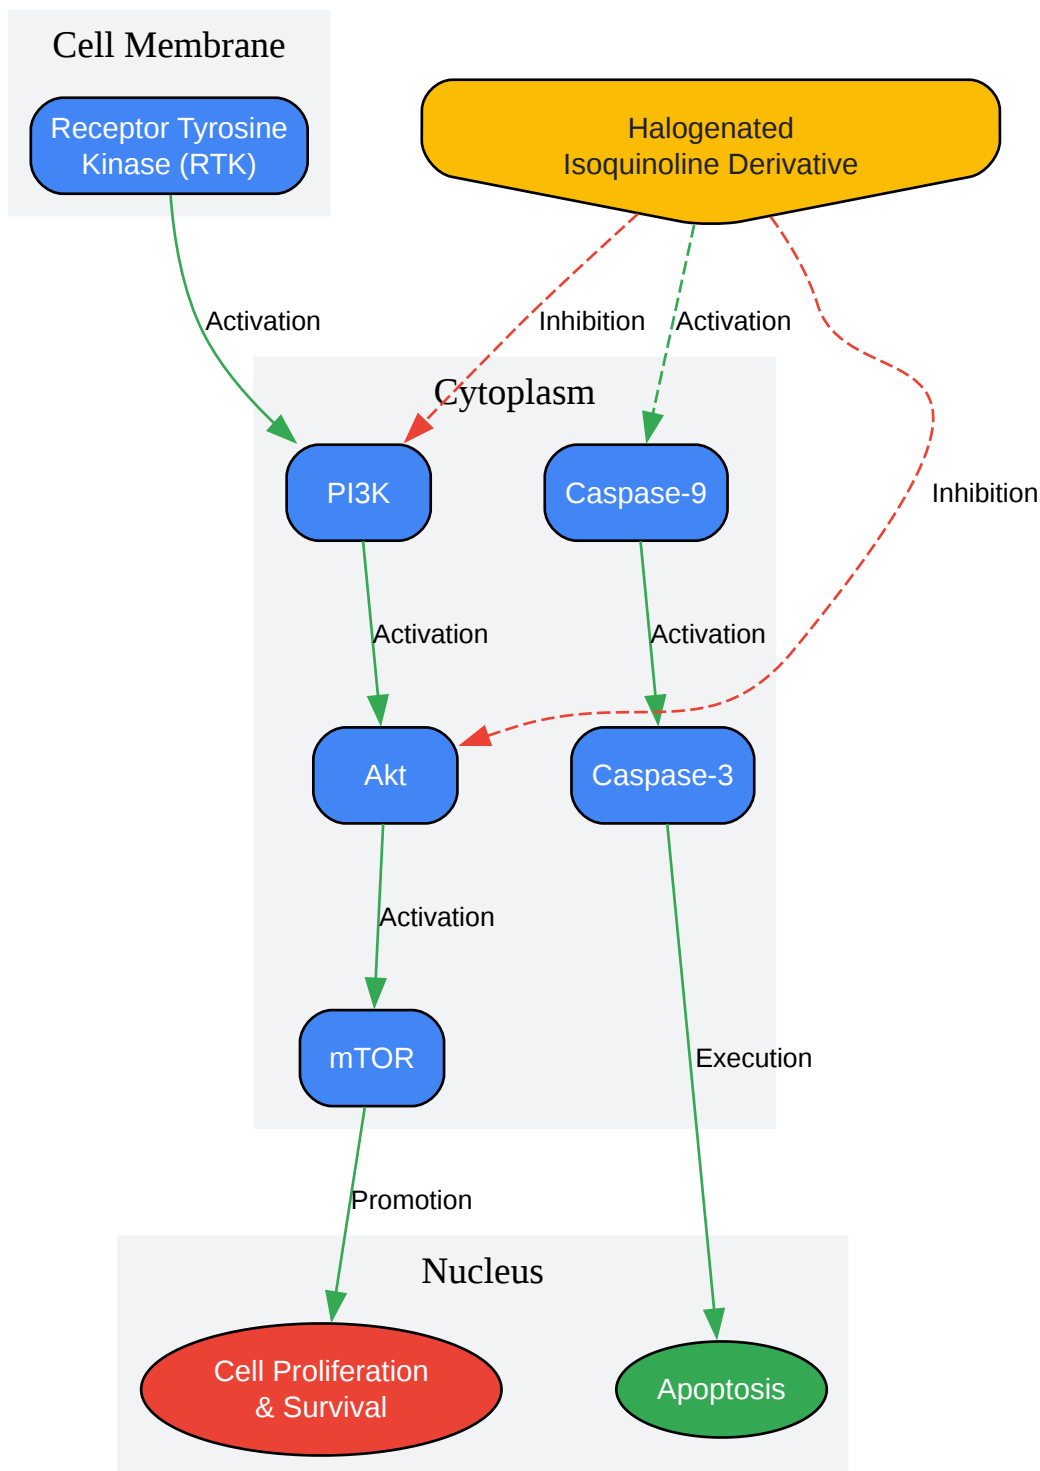 Cell Membrane
Receptor Tyrosine
Kinase (RTK)
Halogenated
Isoquinoline Derivative
Activation
Inhibition
Activation
Cytoplasm
PI3K
Caspase-9
Inhibition
Activation
Activation
Akt
Caspase-3
Activation
mTOR
Execution
Promotion
Nucleus
Cell Proliferation
& Survival
Apoptosis